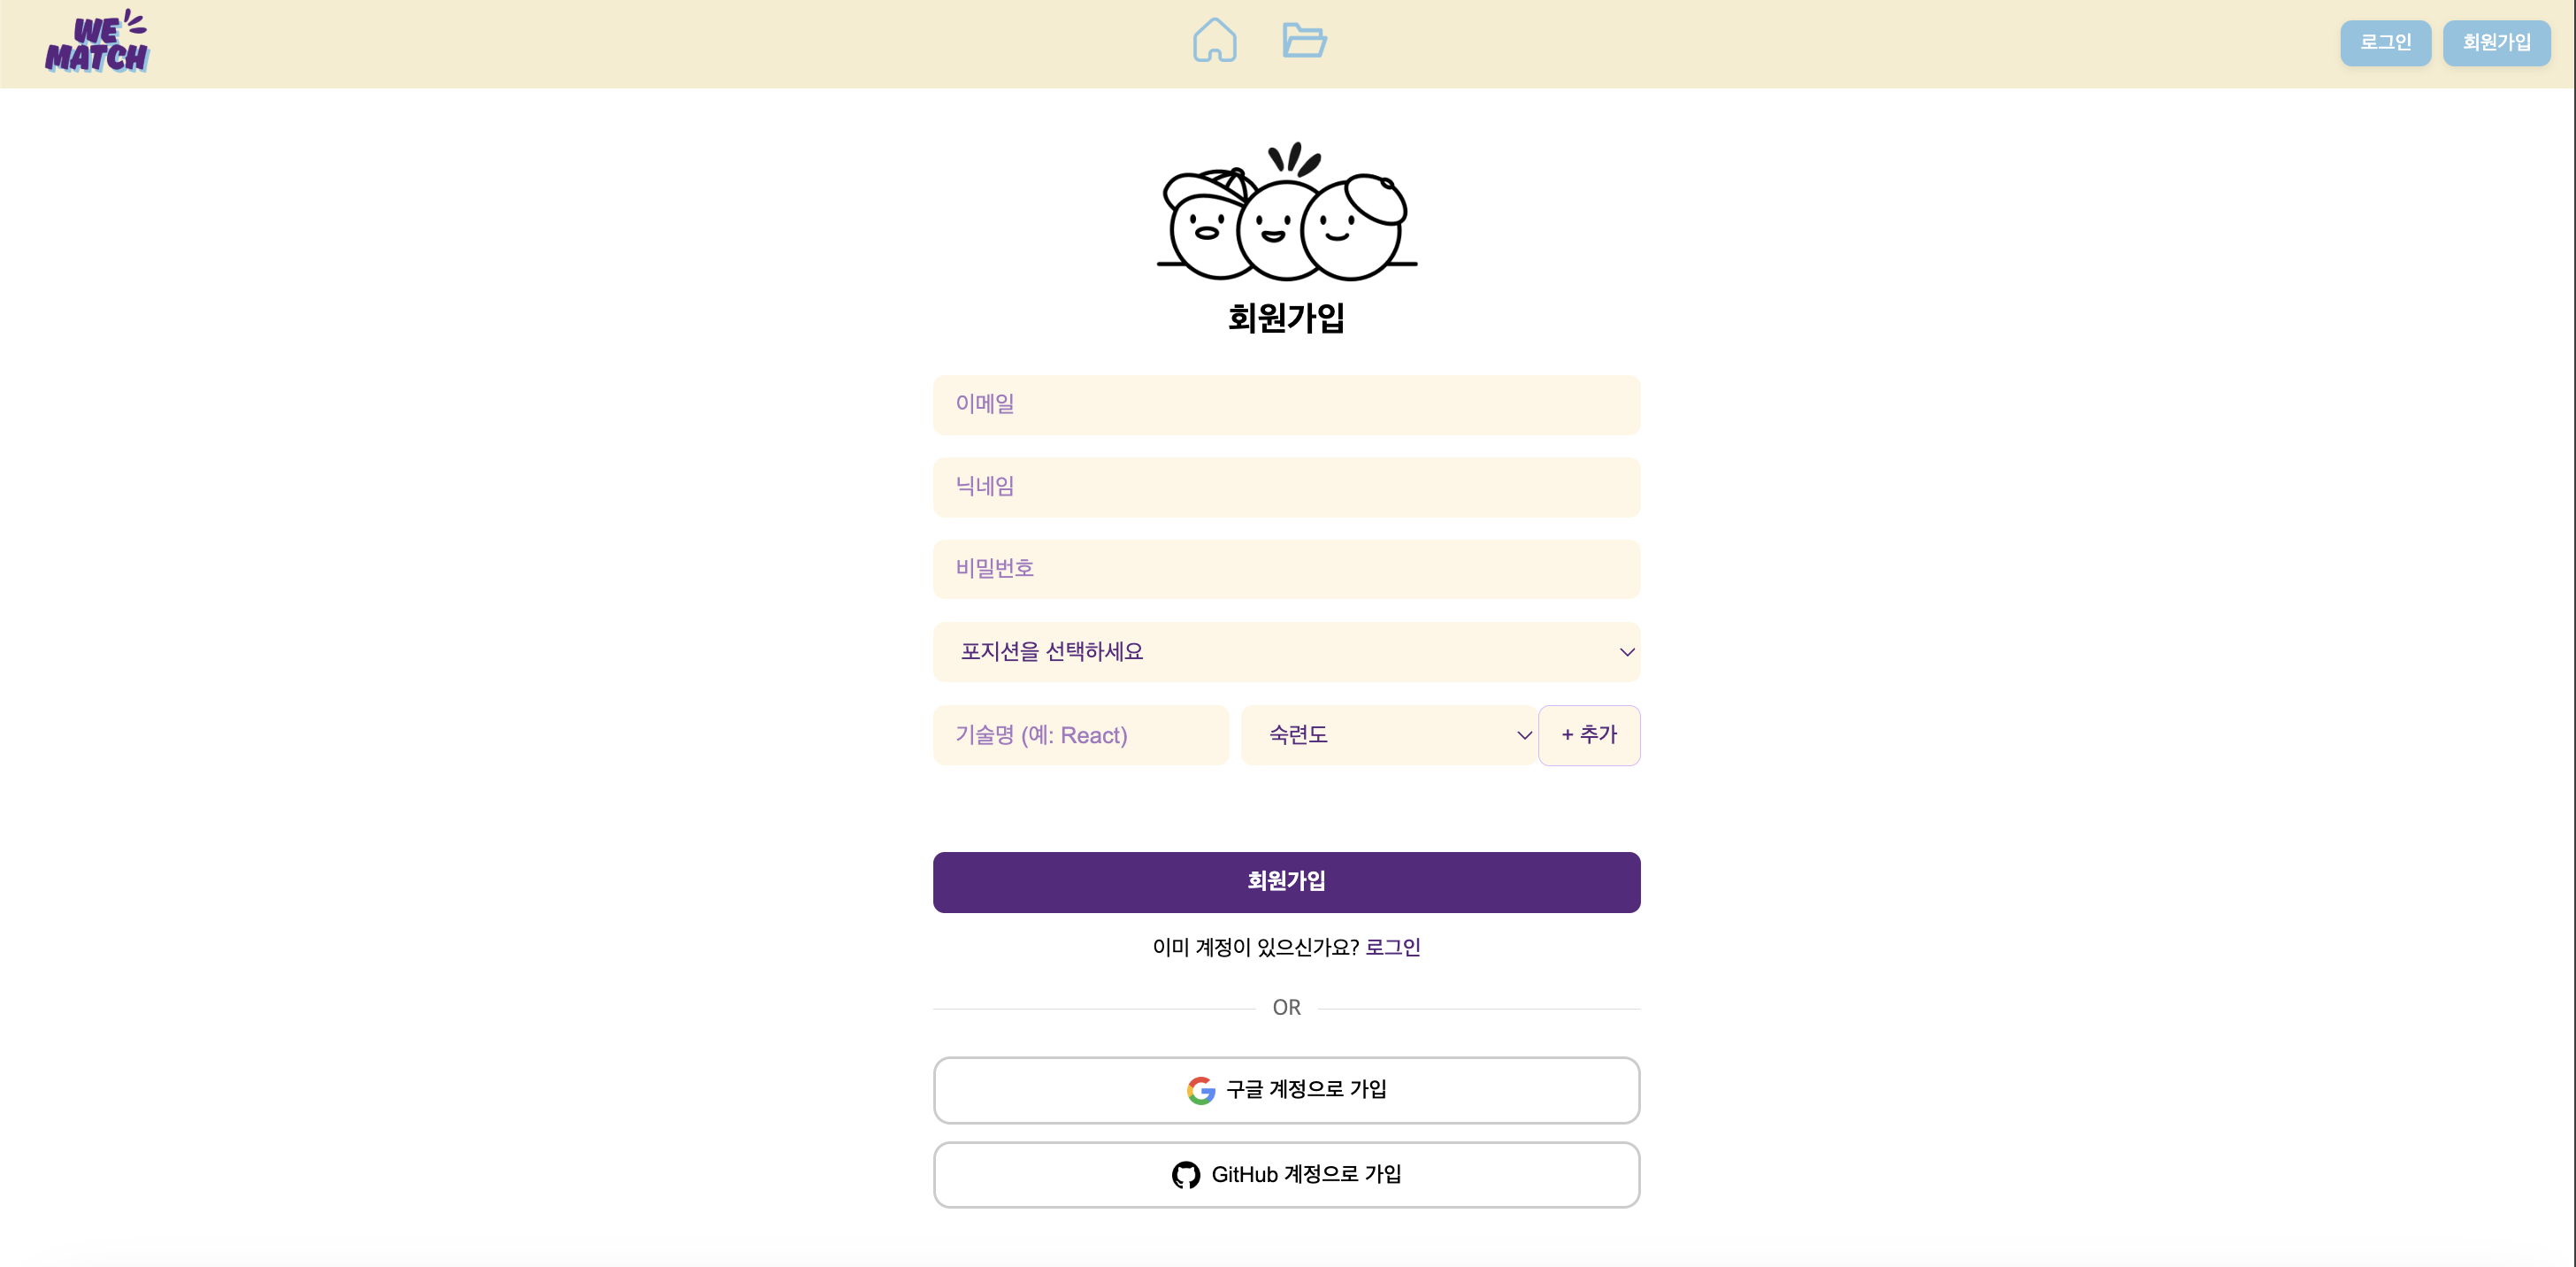 WE
MATCH
로그인
회원가입
회원가입
이메일
닉네임
비밀번호
포지션을 선택하세요
기술명 (예: React)
숙련도
+ 추가
회원가입
이미 계정이 있으신가요? 로그인
OR
구글 계정으로 가입
GitHub 계정으로 가입